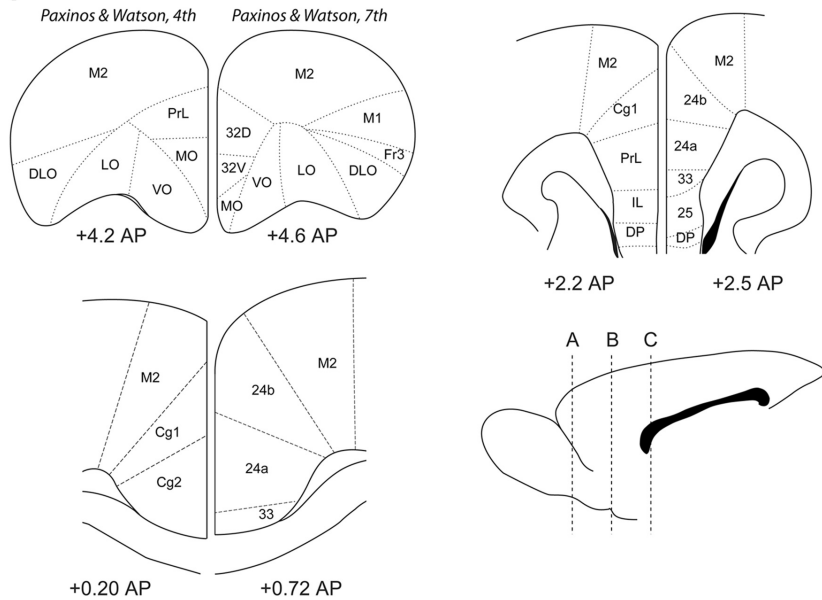 Paxinos & Watson, 4th
Paxinos & Watson, 7th
M2
PrL
MO
DLO
LO
VO
+4.2 AP
M2
M1
32D
Fr3
32V
VO
LO
DLO
MO
+4.6 AP
M2
Cg1
PrL
IL
DP
+2.2 AP
M2
24b
24a
33
25
DP
+2.5 AP
M2
Cg1
Cg2
+0.20 AP
M2
24b
24a
33
+0.72 AP
A B C